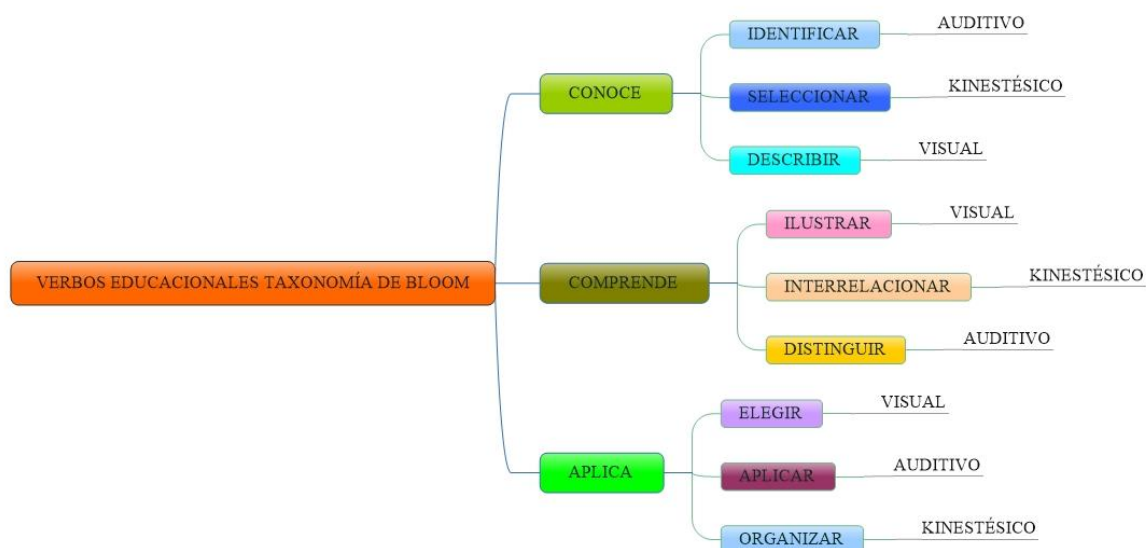 VERBOS EDUCACIONALES TAXONOMÍA DE BLOOM
CONOCE
IDENTIFICAR
AUDITIVO
SELECCIONAR
KINESTÉSICO
DESCRIBIR
VISUAL
COMPRENDE
ILUSTRAR
VISUAL
INTERRELACIONAR
KINESTÉSICO
DISTINGUIR
AUDITIVO
APLICA
ELEGIR
VISUAL
APLICAR
AUDITIVO
ORGANIZAR
KINESTÉSICO